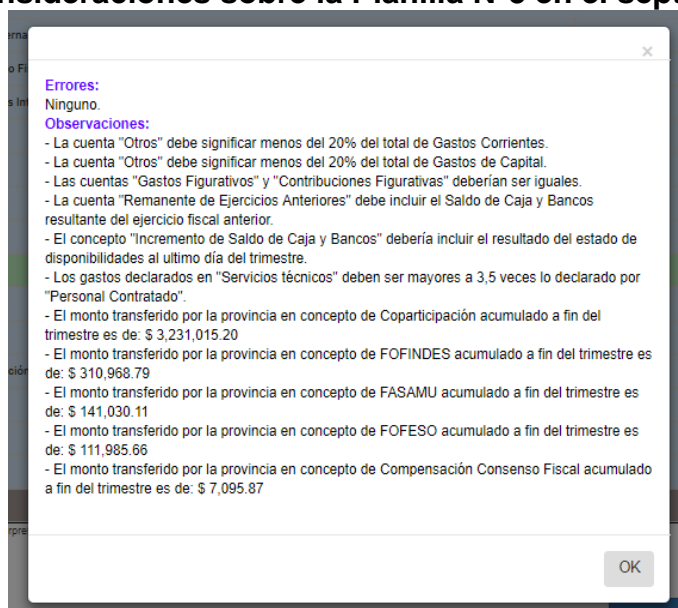 sobre la Planilla N
en el
×
Errores:
Ninguno.
Observaciones:
- La cuenta "Otros" debe significar menos del 20% del total de Gastos Corrientes.
- La cuenta "Otros" debe significar menos del 20% del total de Gastos de Capital.
- Las cuentas "Gastos Figurativos" y "Contribuciones Figurativas" deberían ser iguales.
- La cuenta "Remanente de Ejercicios Anteriores" debe incluir el Saldo de Caja y Bancos
resultante del ejercicio fiscal anterior.
- El concepto "Incremento de Saldo de Caja y Bancos" debería incluir el resultado del estado de
disponibilidades al ultimo día del trimestre.
- Los gastos declarados en "Servicios técnicos" deben ser mayores a 3,5 veces lo declarado por
"Personal Contratado".
- El monto transferido por la provincia en concepto de Coparticipación acumulado a fin del
trimestre es de: $ 3,231,015.20
- El monto transferido por la provincia en concepto de FOFINDES acumulado a fin del trimestre es
de: $ 310,968.79
- El monto transferido por la provincia en concepto de FASAMU acumulado a fin del trimestre es
de: $ 141,030.11
- El monto transferido por la provincia en concepto de FOFESO acumulado a fin del trimestre es
de: $ 111,985.66
- El monto transferido por la provincia en concepto de Compensación Consenso Fiscal acumulado
a fin del trimestre es de: $ 7,095.87
OK